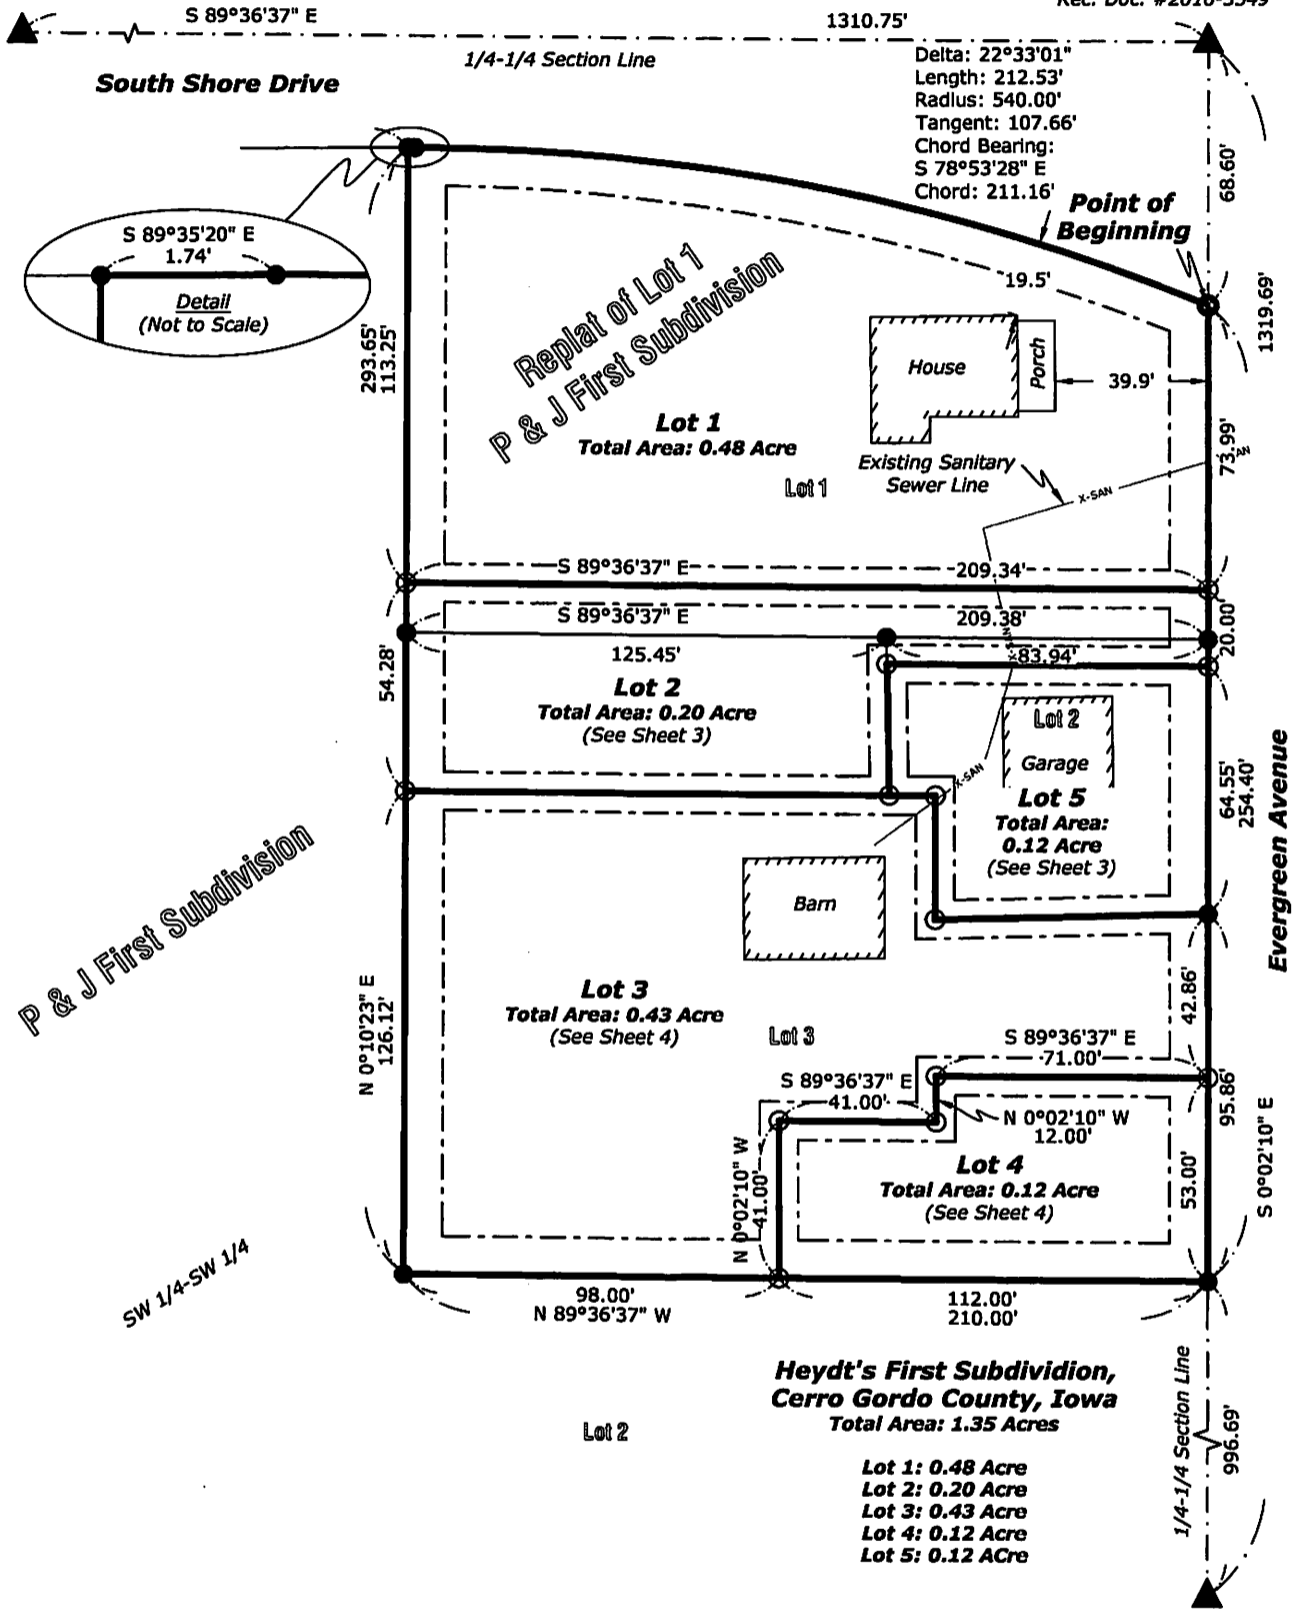 Rec. Doc. #2010-3549
S 89°36'37" E
1310.75'
1/4-1/4 Section Line
South Shore Drive
Delta: 22°33'01"
Length: 212.53'
Radius: 540.00'
Tangent: 107.66'
Chord Bearing:
S 78°53'28" E
Chord: 211.16'
68.60'
Point of
Beginning
S 89°35'20" E
1.74'
Detail
(Not to Scale)
19.5'
1319.69'
Replat of Lot 1
P & J First Subdivision
293.65'
113.25'
House
Porch
39.9'
Lot 1
Total Area: 0.48 Acre
73.99'
Existing Sanitary
Sewer Line
Lot 1
X-SAN
S 89°36'37" E
209.34'
S 89°36'37" E
209.38'
20.00'
125.45'
83.94'
54.28'
Lot 2
Total Area: 0.20 Acre
(See Sheet 3)
Lot 2
Garage
X-SAN
Lot 5
Total Area:
0.12 Acre
(See Sheet 3)
64.55'
254.40'
Evergreen Avenue
P & J First Subdivision
Barn
Lot 3
Total Area: 0.43 Acre
(See Sheet 4)
Lot 3
N 0°10'23" E
126.12'
42.86'
S 89°36'37" E
71.00'
S 89°36'37" E
41.00'
N 0°02'10" W
12.00'
95.86'
S 0°02'10" E
N 0°02'10" W
41.00'
Lot 4
Total Area: 0.12 Acre
(See Sheet 4)
53.00'
SW 1/4-SW 1/4
98.00'
N 89°36'37" W
112.00'
210.00'
Heydt's First Subdividion,
Cerro Gordo County, Iowa
Total Area: 1.35 Acres
Lot 2
Lot 1: 0.48 Acre
Lot 2: 0.20 Acre
Lot 3: 0.43 Acre
Lot 4: 0.12 Acre
Lot 5: 0.12 ACre
1/4-1/4 Section Line
996.69'